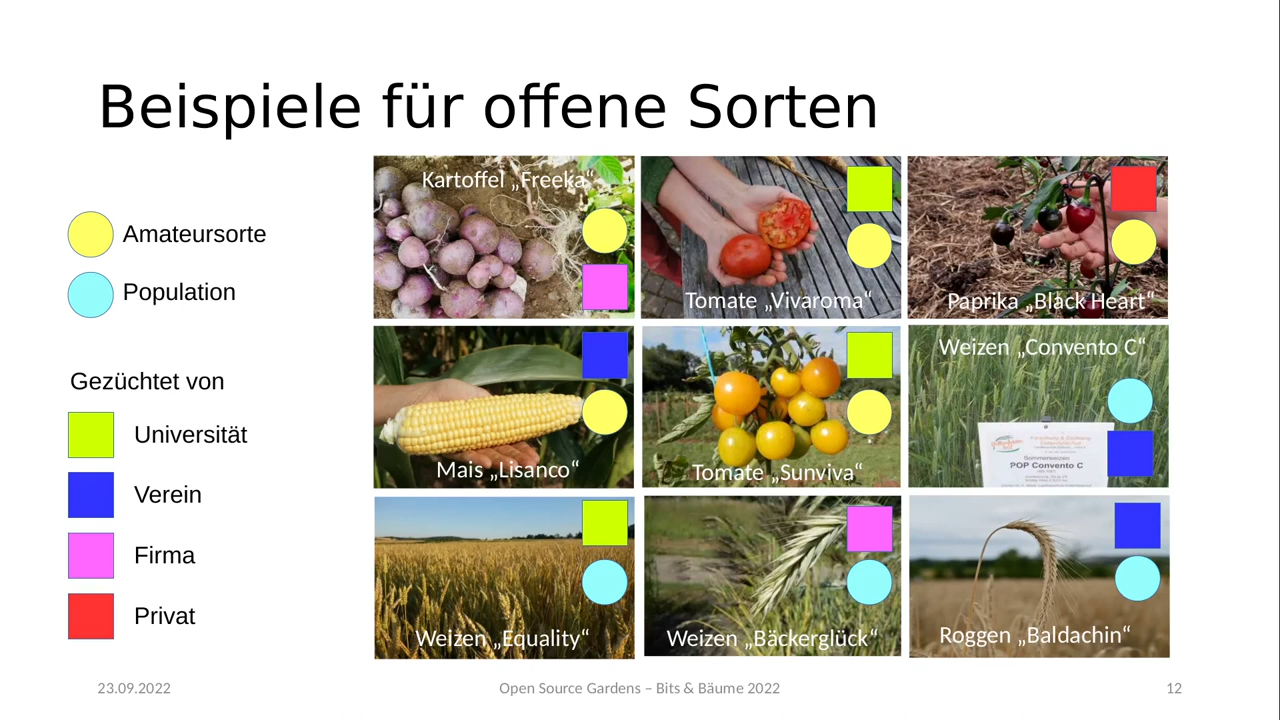 Beispiele für offene Sorten
Amateursorte
Population
Gezüchtet von
Universität
Verein
Firma
Privat
Kartoffel „Freeka“
Tomate „Vivaroma“
Paprika „Black Heart“
Mais „Lisanco“
Tomate „Sunviva“
Weizen „Convento C“
Sommerweizen
POP Convento C
Weizen „Equality“
Weizen „Bäckerglück“
Roggen „Baldachin“
23.09.2022
Open Source Gardens – Bits & Bäume 2022
12